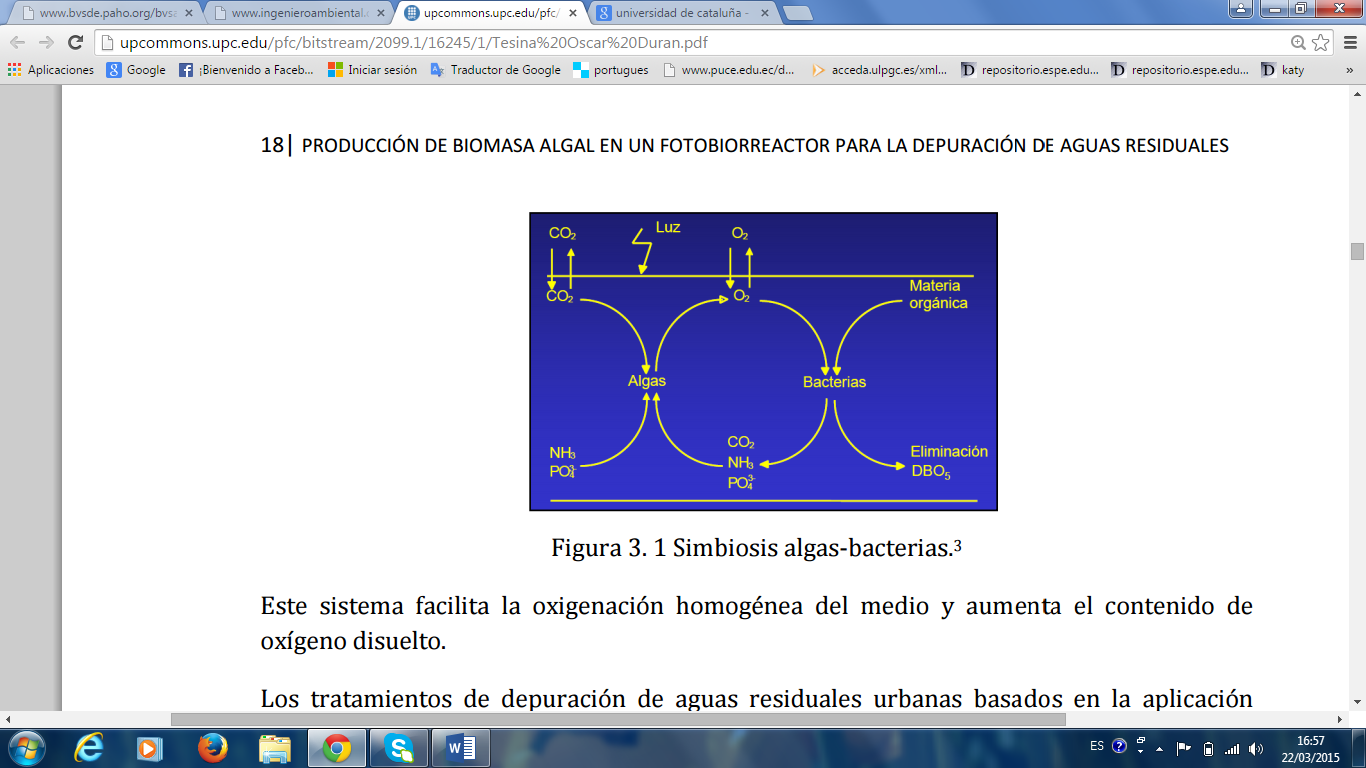 www.bvsde.paho.org/bvsa
www.ingenieroambiental.
upcommons.upc.edu/pfc/
universidad de cataluña -
upcommons.upc.edu/pfc/bitstream/2099.1/16245/1/Tesina%20Oscar%20Duran.pdf
Aplicaciones Google ¡Bienvenido a Faceb... Iniciar sesión Traductor de Google portugues www.puce.edu.ec/d... acceda.ulpgc.es/xml... repositorio.espe.edu... repositorio.espe.edu... katy »
18| PRODUCCIÓN DE BIOMASA ALGAL EN UN FOTOBIORREACTOR PARA LA DEPURACIÓN DE AGUAS RESIDUALES
CO₂ Luz O₂
CO₂ O₂ Materia
orgánica
Algas Bacterias
CO₂
NH₃ NH₃ Eliminación
PO₄³⁻ PO₄³⁻ DBO₅
Figura 3. 1 Simbiosis algas-bacterias.³
Este sistema facilita la oxigenación homogénea del medio y aumenta el contenido de
oxígeno disuelto.
Los tratamientos de depuración de aguas residuales urbanas basados en la aplicación
ES 16:57
22/03/2015